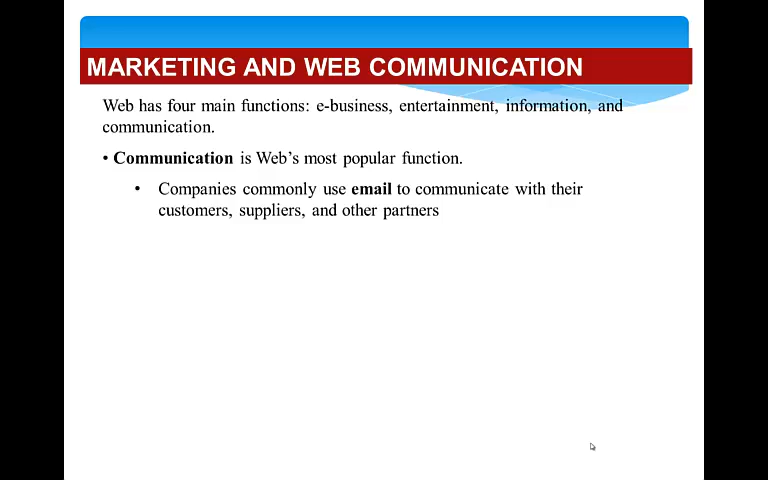 MARKETING AND WEB COMMUNICATION
Web has four main functions: e-business, entertainment, information, and
communication.
• Communication is Web’s most popular function.
• Companies commonly use email to communicate with their
customers, suppliers, and other partners